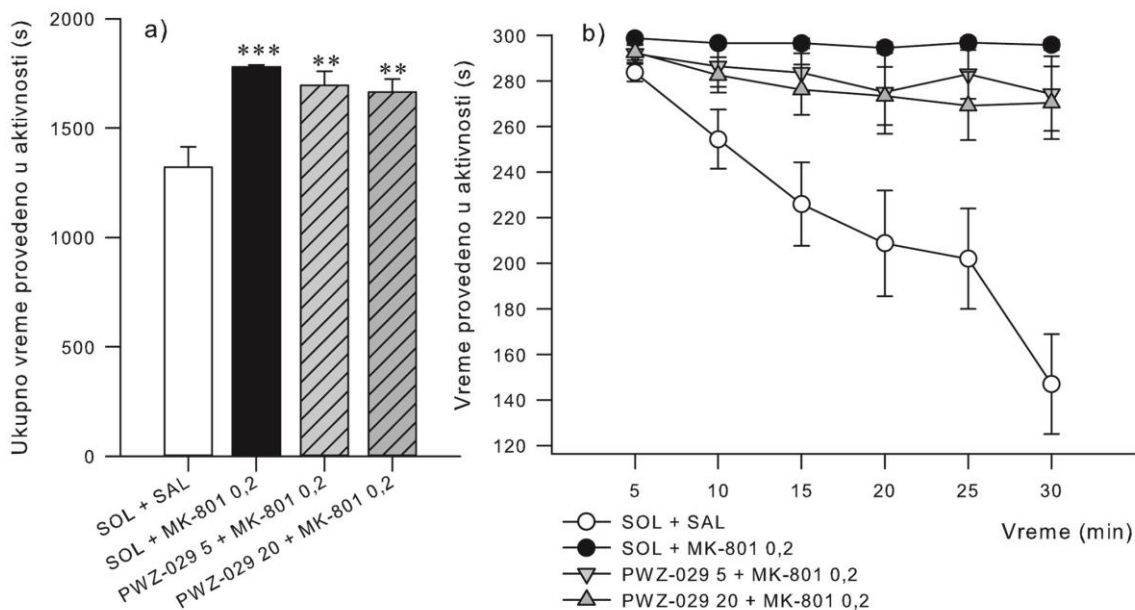 a)
Ukupno vreme provedeno u aktivnosti (s)
2000
1500
1000
500
0
***
**
**
SOL + SAL
SOL + MK-801 0,2
PWZ-029 5 + MK-801 0,2
PWZ-029 20 + MK-801 0,2
b)
Vreme provedeno u aktivnosti (s)
300
280
260
240
220
200
180
160
140
120
5 10 15 20 25 30
Vreme (min)
SOL + SAL
SOL + MK-801 0,2
PWZ-029 5 + MK-801 0,2
PWZ-029 20 + MK-801 0,2